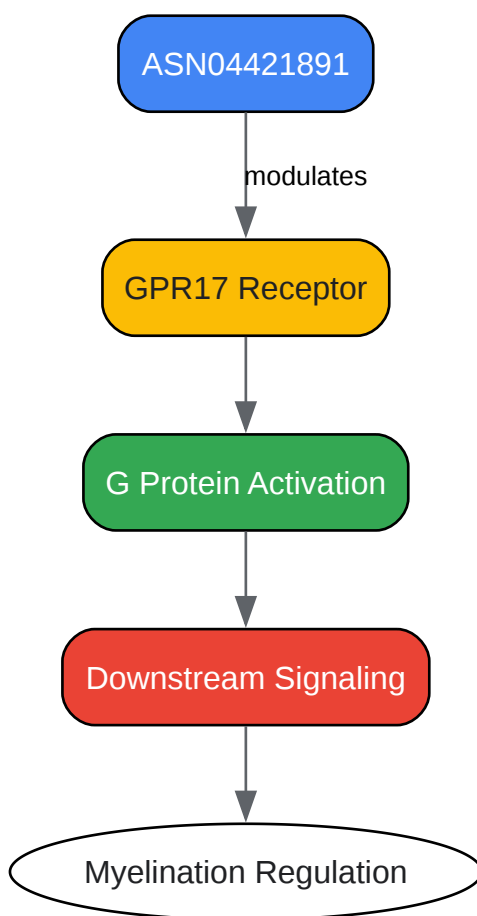 ASN04421891
modulates
GPR17 Receptor
G Protein Activation
Downstream Signaling
Myelination Regulation